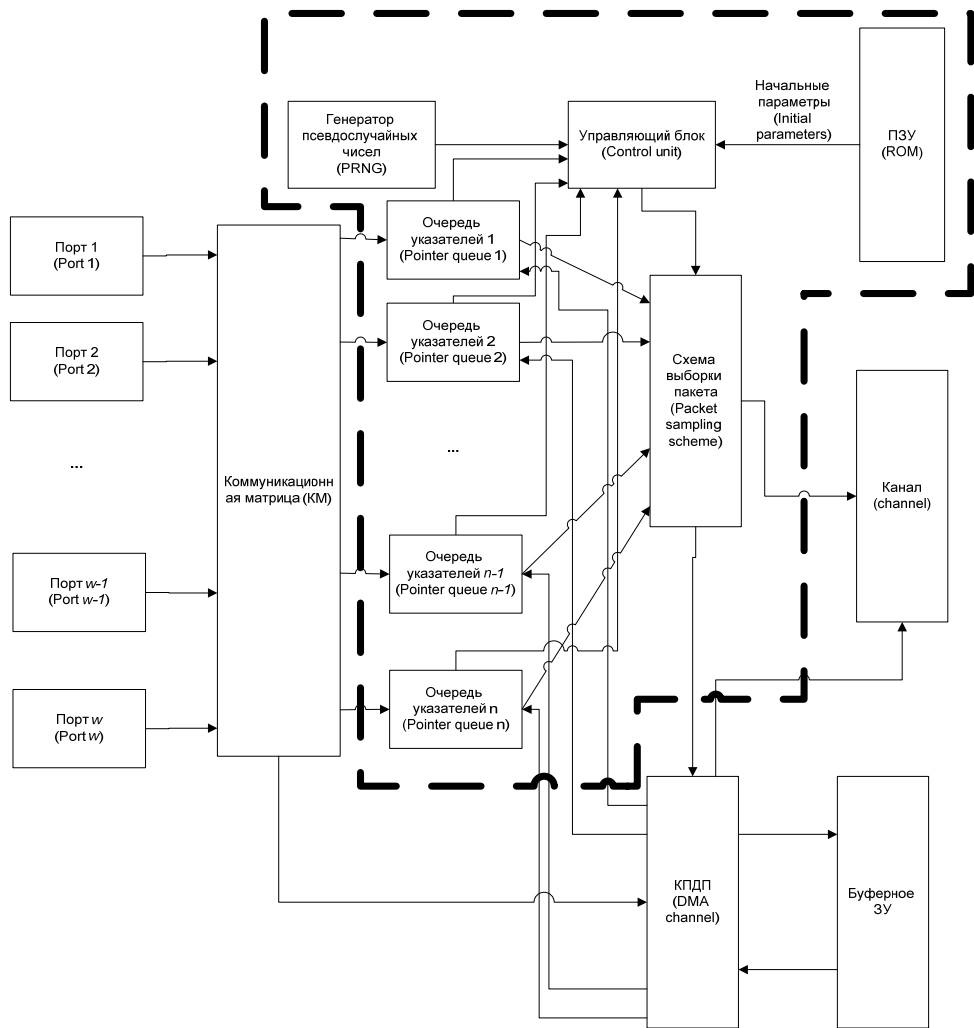 Генератор
псевдослучайных
чисел
(PRNG)
Управляющий блок
(Control unit)
Начальные
параметры
(Initial
parameters)
ПЗУ
(ROM)
Порт 1
(Port 1)
Порт 2
(Port 2)
...
Порт w-1
(Port w-1)
Порт w
(Port w)
Коммуникационн
ая матрица (КМ)
Очередь
указателей 1
(Pointer queue 1)
Очередь
указателей 2
(Pointer queue 2)
...
Очередь
указателей n-1
(Pointer queue n-1)
Очередь
указателей n
(Pointer queue n)
Схема
выборки
пакета
(Packet
sampling
scheme)
Канал
(channel)
КПДП
(DMA
channel)
Буферное
ЗУ